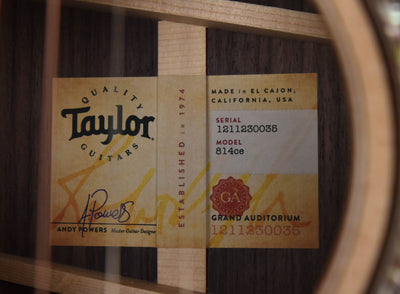 QUALITY
Taylor
GUITARS
A Powers
ANDY POWERS Master Guitar Designer
ESTABLISHED in 1974
MADE in EL CAJON,
CALIFORNIA, USA
SERIAL
1211230035
MODEL
814ce
GA
GRAND AUDITORIUM
1211230035